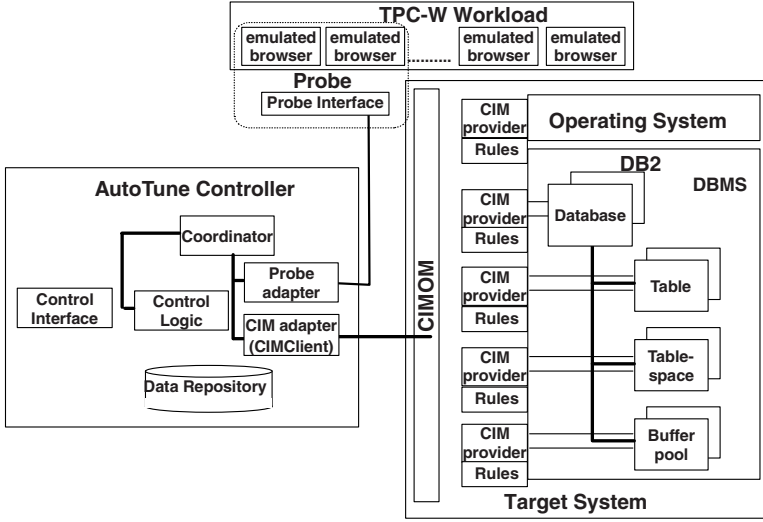 TPC-W Workload
emulated
browser
emulated
browser
..........
emulated
browser
emulated
browser
Probe
Probe Interface
AutoTune Controller
Coordinator
Probe
adapter
Control
Interface
Control
Logic
CIM adapter
(CIMClient)
Data Repository
CIMOM
CIM
provider
Rules
Operating System
DB2
DBMS
CIM
provider
Rules
Database
CIM
provider
Rules
Table
CIM
provider
Rules
Table-
space
CIM
provider
Rules
Buffer
pool
Target System